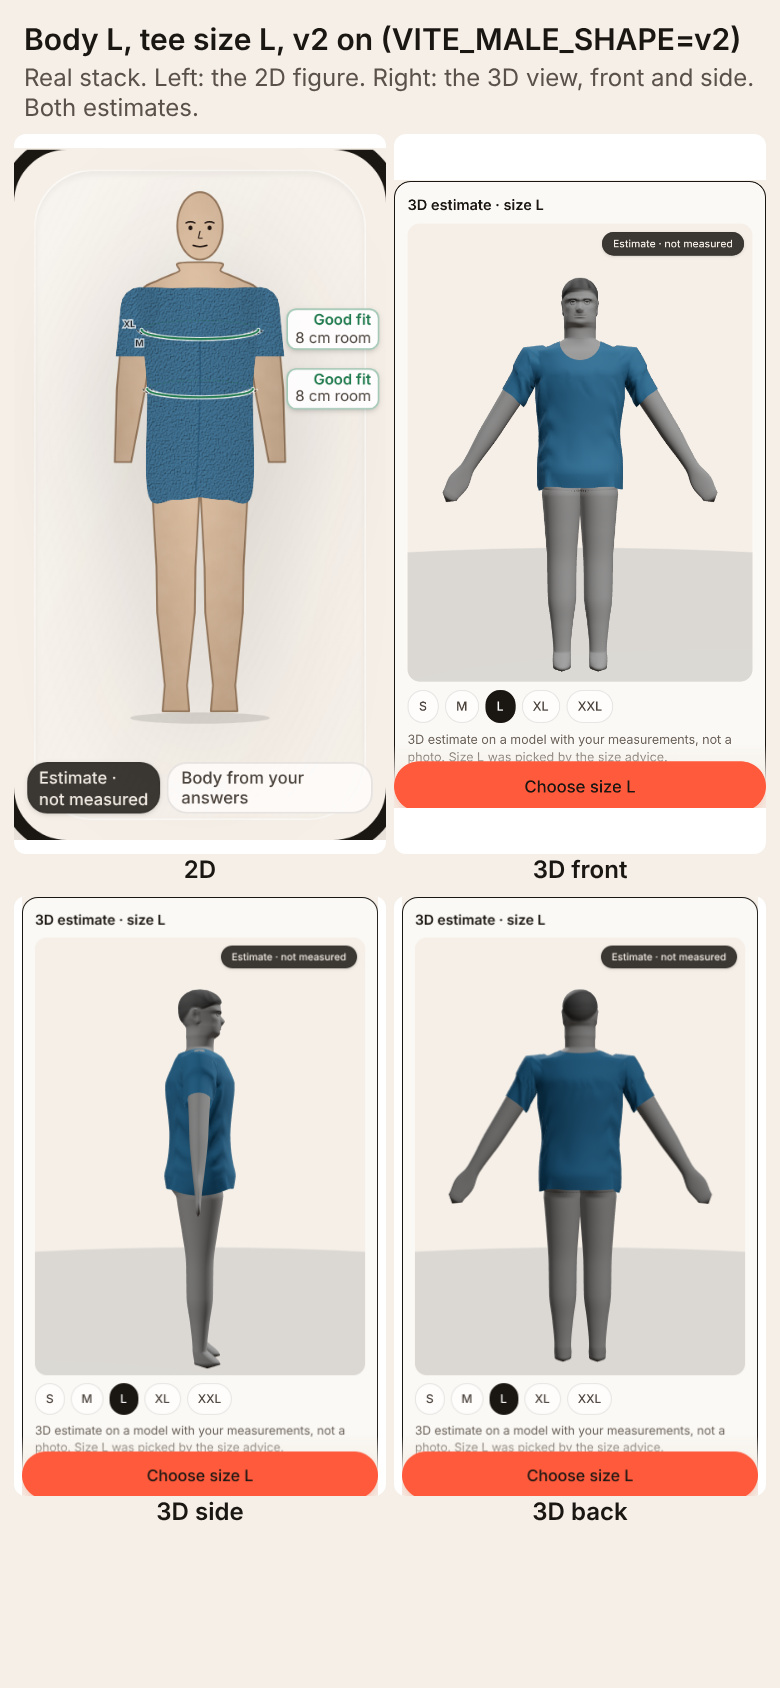 Body L, tee size L, v2 on (VITE_MALE_SHAPE=v2)
Real stack. Left: the 2D figure. Right: the 3D view, front and side.
Both estimates.
XL
M
Good fit
8 cm room
Good fit
8 cm room
Estimate ·
not measured
Body from your
answers
2D
3D estimate · size L
Estimate · not measured
S M L XL XXL
3D estimate on a model with your measurements, not a
photo. Size L was picked by the size advice.
Choose size L
3D front
3D estimate · size L
Estimate · not measured
S M L XL XXL
3D estimate on a model with your measurements, not a
photo. Size L was picked by the size advice.
Choose size L
3D side
3D estimate · size L
Estimate · not measured
S M L XL XXL
3D estimate on a model with your measurements, not a
photo. Size L was picked by the size advice.
Choose size L
3D back